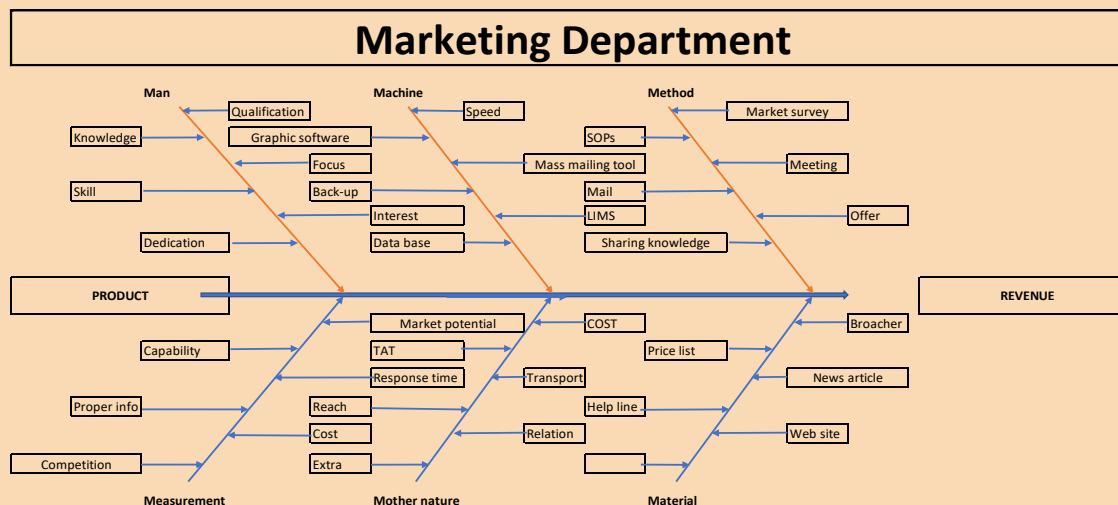 Marketing Department
Man
Machine
Method
Qualification
Speed
Market survey
Knowledge
Graphic software
SOPs
Focus
Mass mailing tool
Meeting
Skill
Back-up
Mail
Interest
LIMS
Offer
Dedication
Data base
Sharing knowledge
PRODUCT
REVENUE
Market potential
COST
Broacher
Capability
TAT
Price list
Response time
Transport
News article
Proper info
Reach
Help line
Cost
Relation
Web site
Competition
Extra
Measurement
Mother nature
Material